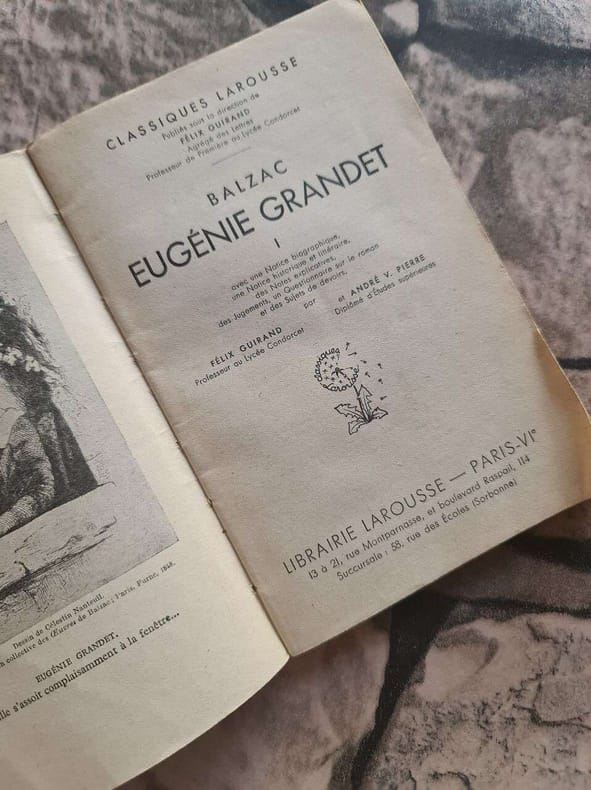 Dessin de Célestin Nanteuil.
collective des Œuvres de Balzac; Paris, Furne, 1848.
EUGÉNIE GRANDET.
s'assoit complaisamment à la fenêtre...
CLASSIQUES LAROUSSE
Publiés sous la direction de
FÉLIX GUIRAND
Agrégé des Lettres
Professeur de Première au Lycée Condorcet
BALZAC
EUGÉNIE GRANDET
I
avec une Notice biographique,
une Notice historique et littéraire,
des Notes explicatives,
des Jugements, un Questionnaire sur le roman
et des Sujets de devoirs,
par
FÉLIX GUIRAND et ANDRÉ V. PIERRE
Professeur au Lycée Condorcet Diplômé d'Études supérieures
classiques
Larousse
LIBRAIRIE LAROUSSE — PARIS-VIe
13 à 21, rue Montparnasse, et boulevard Raspail, 114
Succursale : 58, rue des Écoles (Sorbonne)